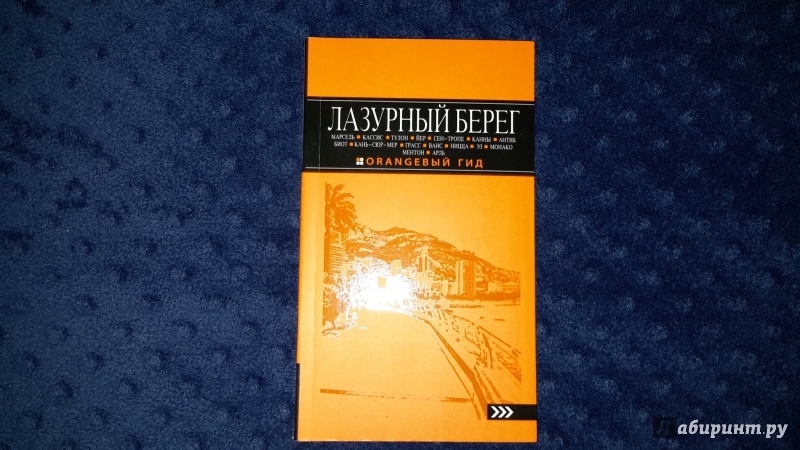 ЛАЗУРНЫЙ БЕРЕГ
МАРСЕЛЬ ■ КАССИС ■ ТУЛОН ■ ЙЕР ■ СЕН-ТРОПЕ ■ КАННЫ ■ АНТИБ
БИОТ ■ КАНЬ-СЮР-МЕР ■ ГРАСС ■ ВАНС ■ НИЦЦА ■ ЭЗ ■ МОНАКО
МЕНТОН ■ АРЛЬ
ORANGEВЫЙ ГИД
Лабиринт.ру